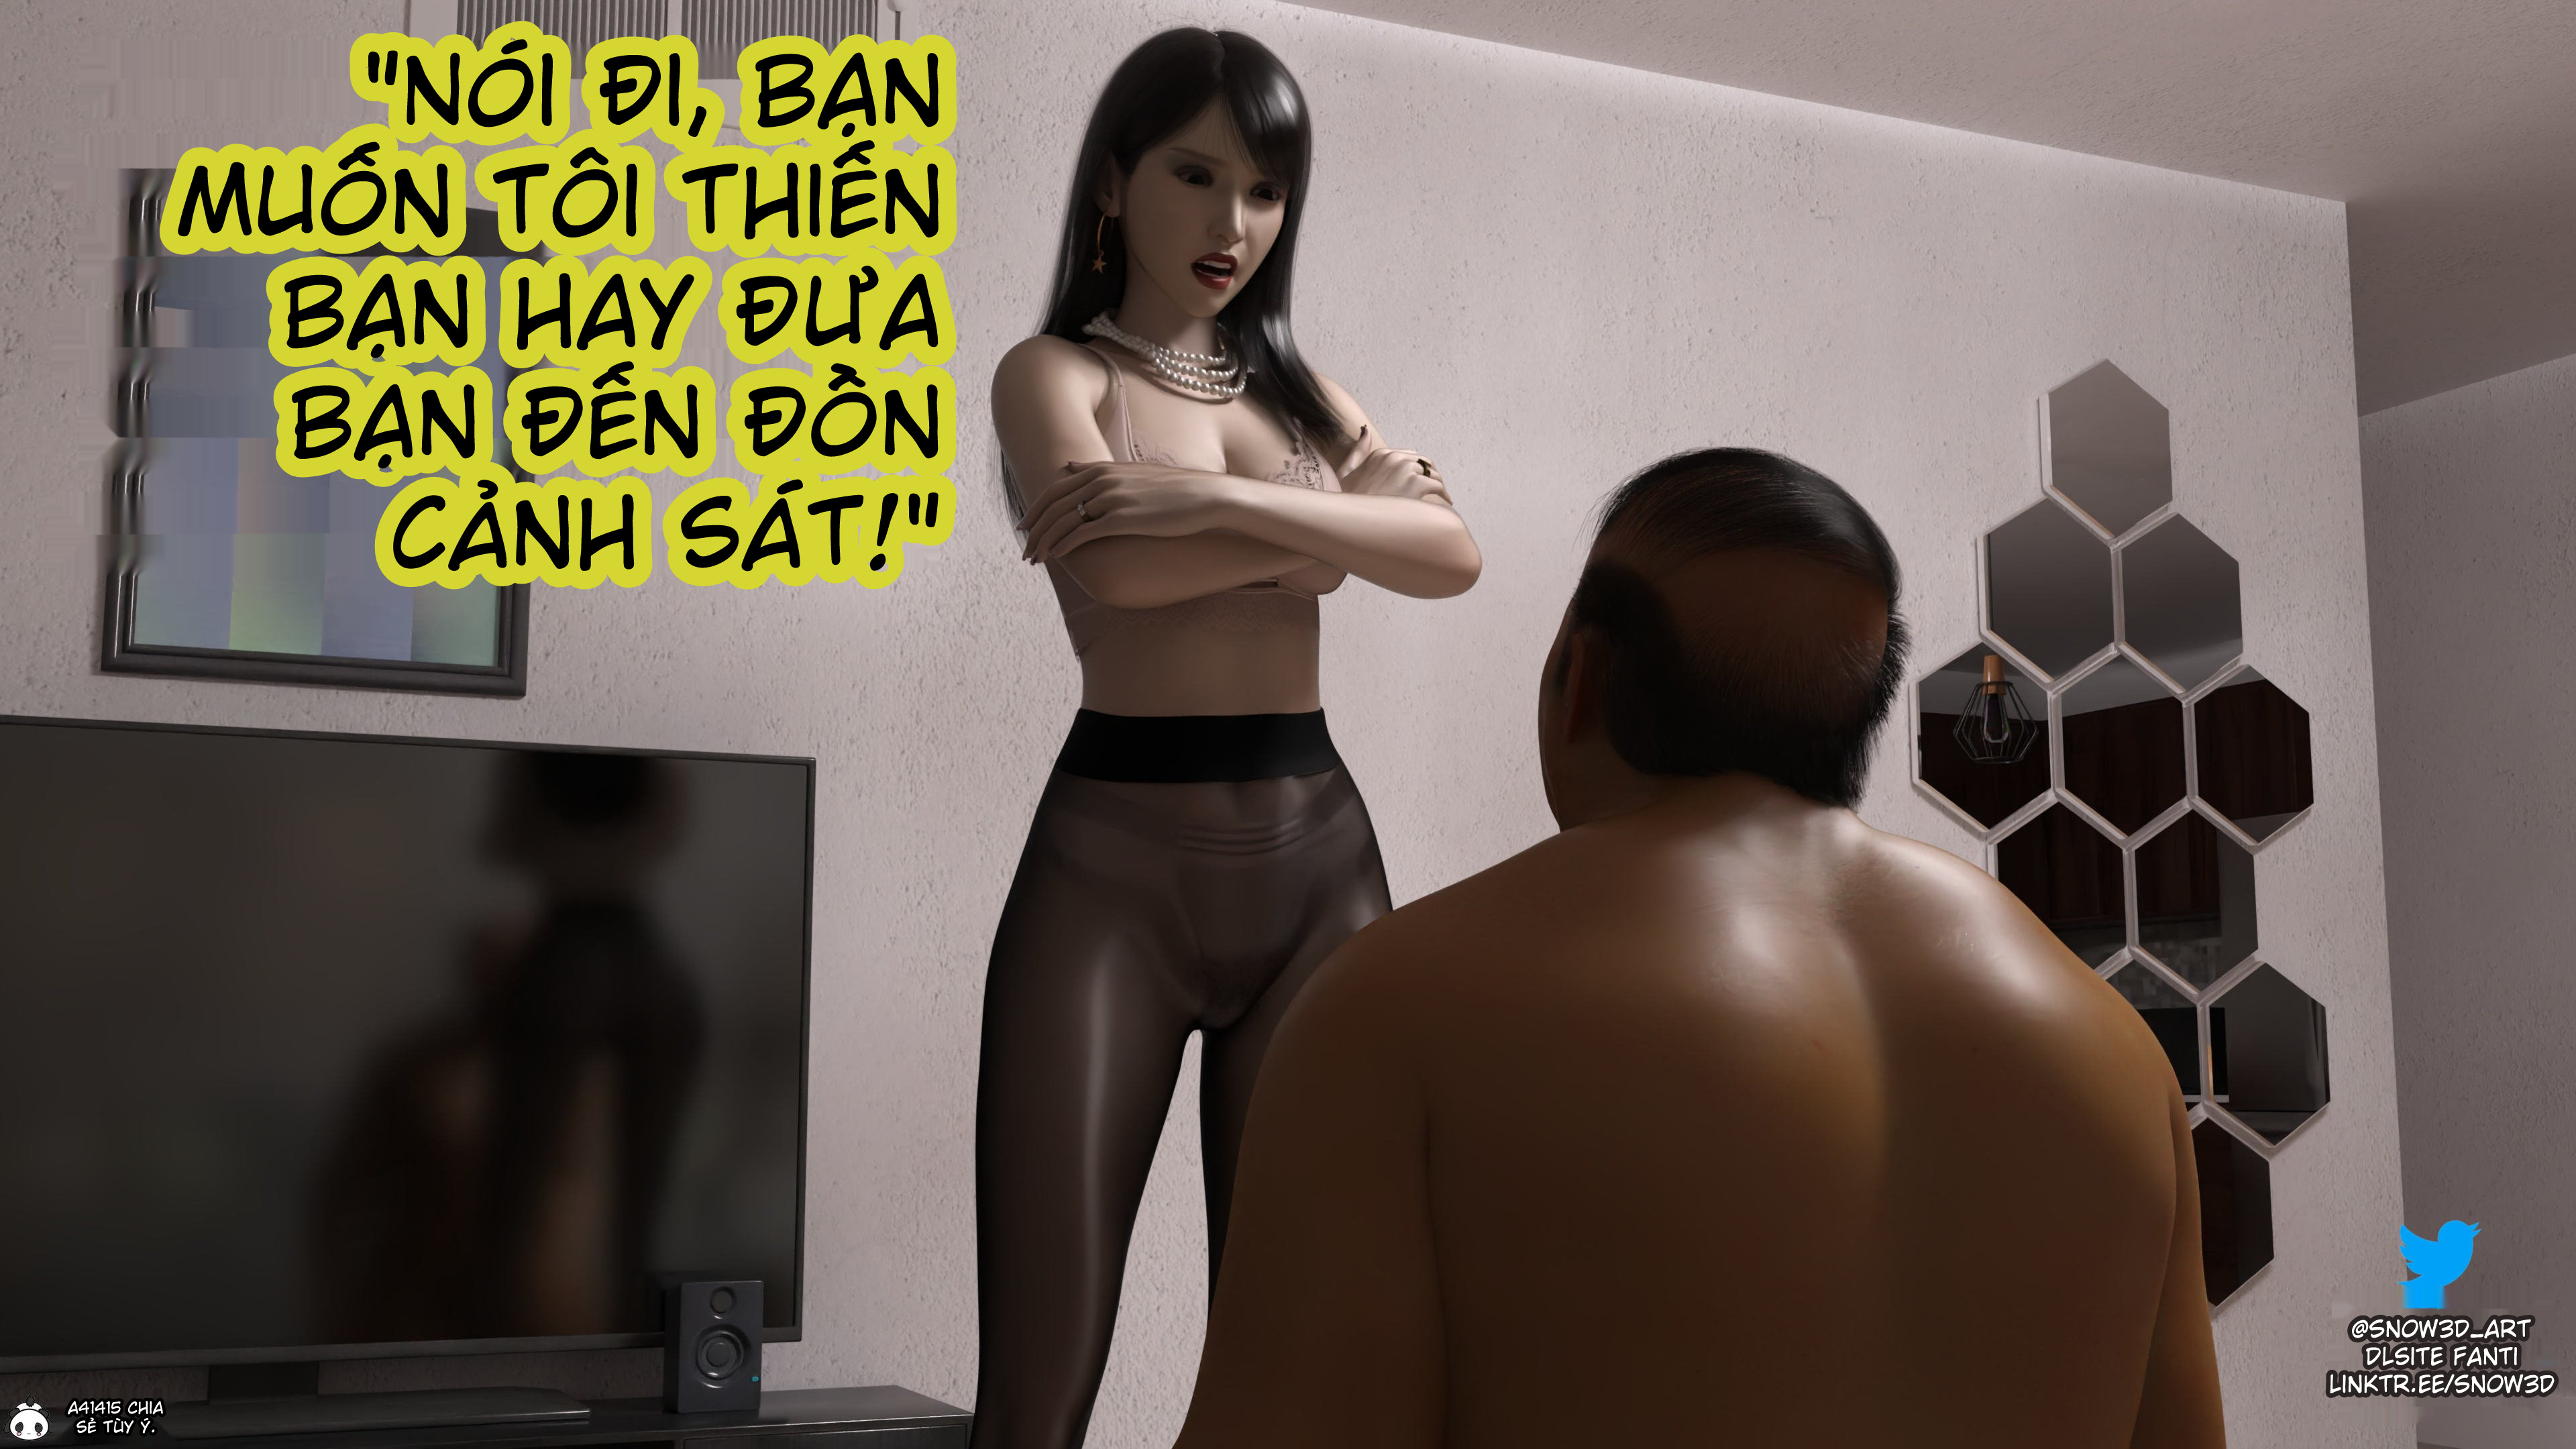 "NÓI ĐI, BẠN
MUỐN TÔI THIẾN
BẠN HAY ĐƯA
BẠN ĐẾN ĐỒN
CẢNH SÁT!"
@SNOW3D_ART
DLSITE FANTI
LINKTR.EE/SNOW3D
A41415 CHIA
SẺ TÙY Ý.